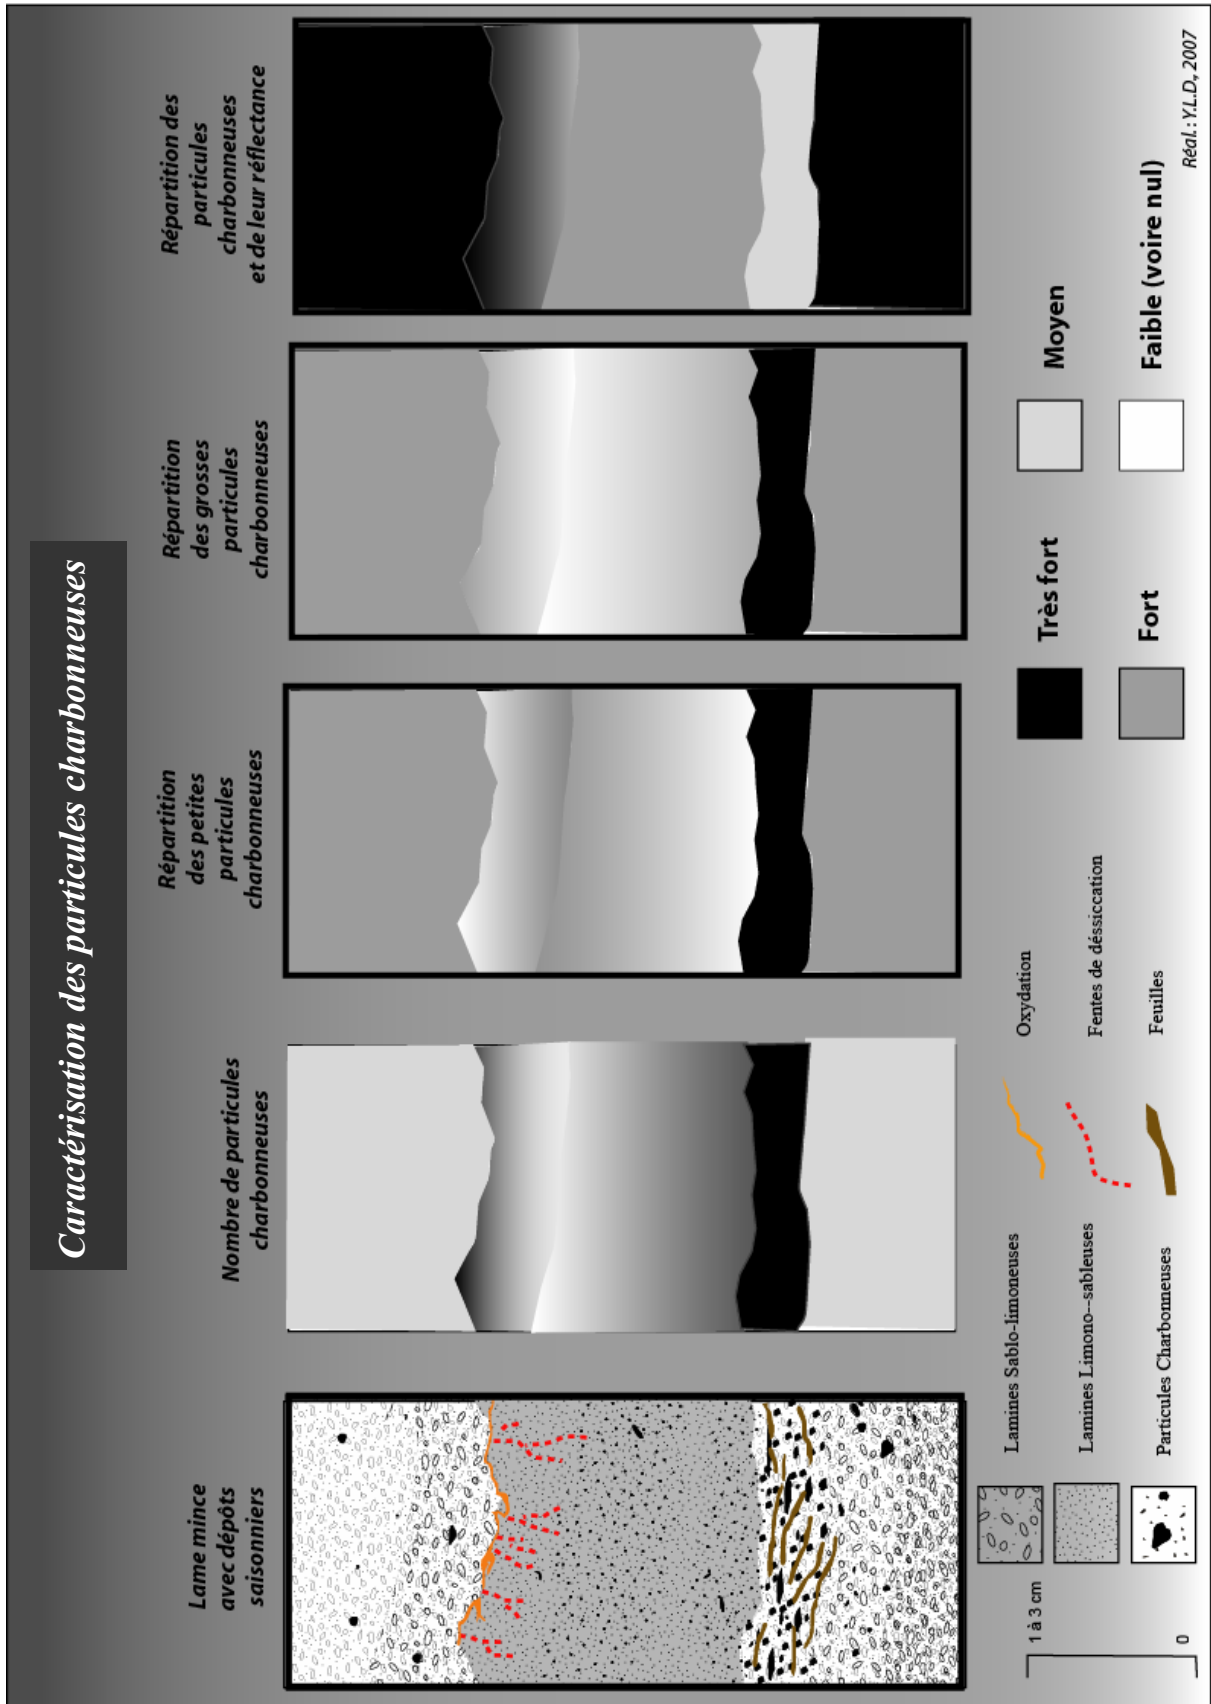 Caractérisation des particules charbonneuses
Lame mince
avec dépôts
saisonniers
Nombre de particules
charbonneuses
Répartition
des petites
particules
charbonneuses
Répartition
des grosses
particules
charbonneuses
Répartition des
particules
charbonneuses
et de leur réflectance
1 à 3 cm
0
Lamines Sablo-limoneuses
Lamines Limono--sableuses
Particules Charbonneuses
Oxydation
Fentes de déssiccation
Feuilles
Très fort
Fort
Moyen
Faible (voire nul)
Réal.: Y.L.D., 2007